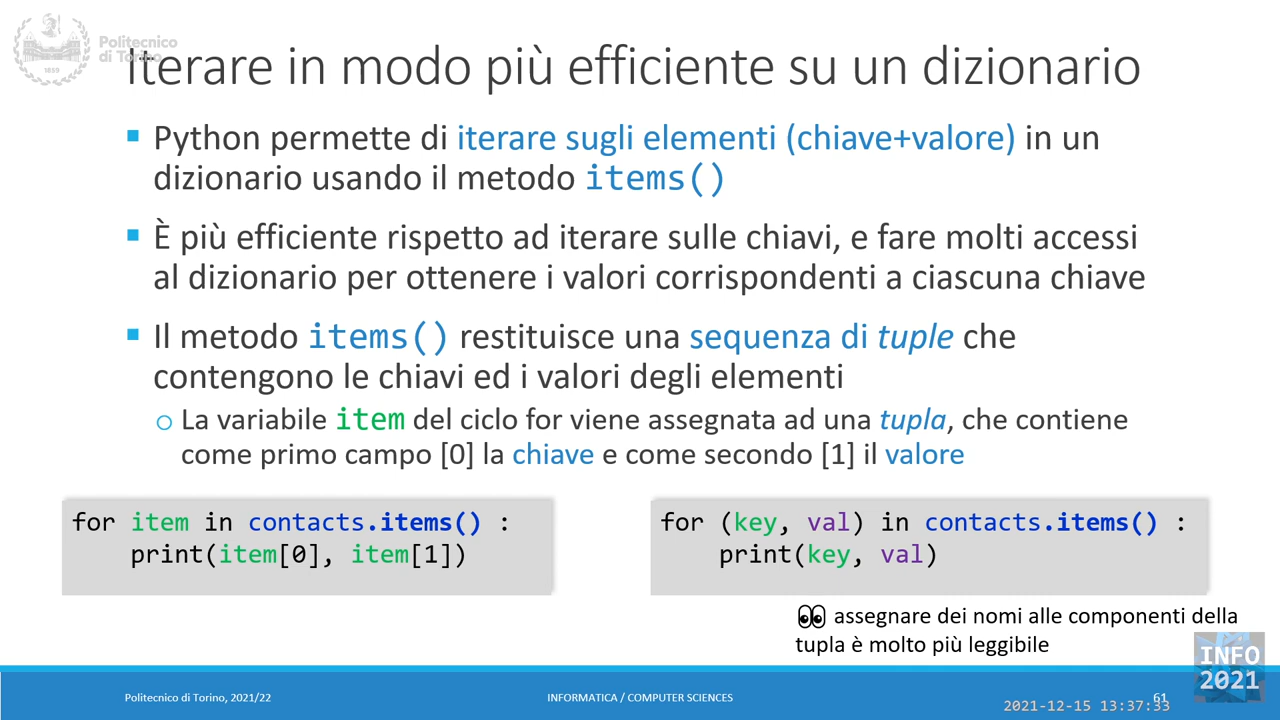 Politecnico
di Torino
1859
Iterare in modo più efficiente su un dizionario
▪ Python permette di iterare sugli elementi (chiave+valore) in un
dizionario usando il metodo items()
▪ È più efficiente rispetto ad iterare sulle chiavi, e fare molti accessi
al dizionario per ottenere i valori corrispondenti a ciascuna chiave
▪ Il metodo items() restituisce una sequenza di tuple che
contengono le chiavi ed i valori degli elementi
o La variabile item del ciclo for viene assegnata ad una tupla, che contiene
come primo campo [0] la chiave e come secondo [1] il valore
for item in contacts.items() :
    print(item[0], item[1])
for (key, val) in contacts.items() :
    print(key, val)
👀 assegnare dei nomi alle componenti della
tupla è molto più leggibile
INFO
2021
Politecnico di Torino, 2021/22
INFORMATICA / COMPUTER SCIENCES
61
2021-12-15 13:37:33